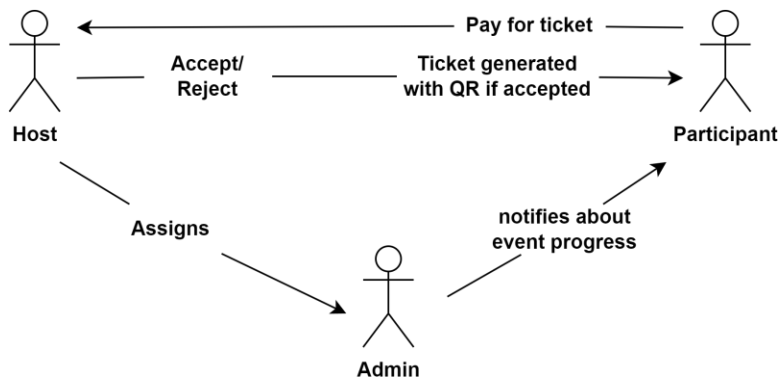 Pay for ticket
Accept/
Reject
Ticket generated
with QR if accepted
Host
Participant
Assigns
notifies about
event progress
Admin